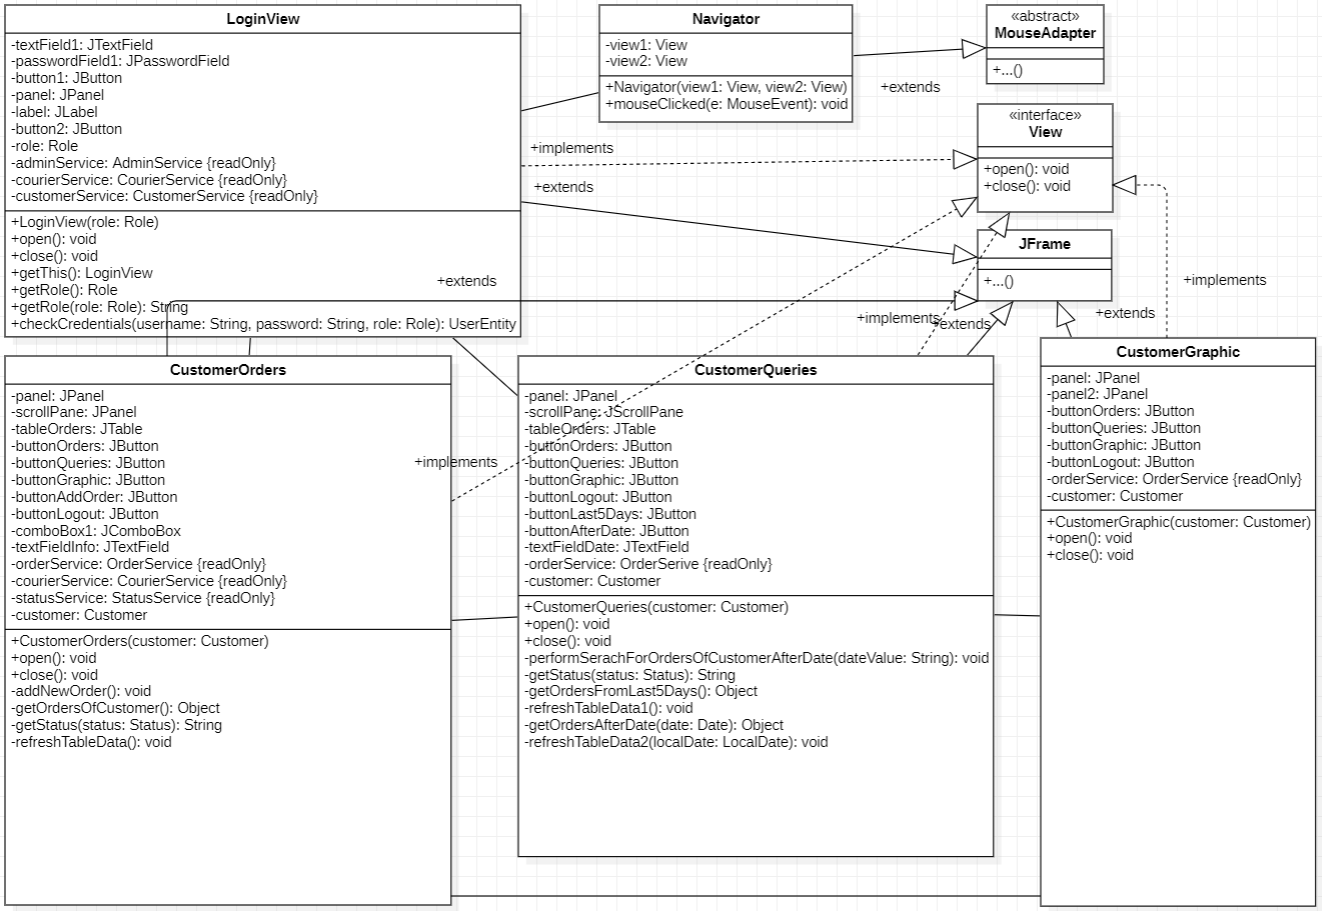 LoginView
-textField1: JTextField
-passwordField1: JPasswordField
-button1: JButton
-panel: JPanel
-label: JLabel
-button2: JButton
-role: Role
-adminService: AdminService {readOnly}
-courierService: CourierService {readOnly}
-customerService: CustomerService {readOnly}
+LoginView(role: Role)
+open(): void
+close(): void
+getThis(): LoginView
+getRole(): Role
+getRole(role: Role): String
+checkCredentials(username: String, password: String, role: Role): UserEntity
Navigator
-view1: View
-view2: View
+Navigator(view1: View, view2: View)
+mouseClicked(e: MouseEvent): void
«abstract»
MouseAdapter
+...()
+extends
«interface»
View
+open(): void
+close(): void
+implements
+extends
JFrame
+...()
+extends
+implements
+implements
+extends
+extends
CustomerOrders
-panel: JPanel
-scrollPane: JPanel
-tableOrders: JTable
-buttonOrders: JButton
-buttonQueries: JButton
-buttonGraphic: JButton
-buttonAddOrder: JButton
-buttonLogout: JButton
-comboBox1: JComboBox
-textFieldInfo: JTextField
-orderService: OrderService {readOnly}
-courierService: CourierService {readOnly}
-statusService: StatusService {readOnly}
-customer: Customer
+CustomerOrders(customer: Customer)
+open(): void
+close(): void
-addNewOrder(): void
-getOrdersOfCustomer(): Object
-getStatus(status: Status): String
-refreshTableData(): void
+implements
CustomerQueries
-panel: JPanel
-scrollPane: JScrollPane
-tableOrders: JTable
-buttonOrders: JButton
-buttonQueries: JButton
-buttonGraphic: JButton
-buttonLogout: JButton
-buttonLast5Days: JButton
-buttonAfterDate: JButton
-textFieldDate: JTextField
-orderService: OrderSerive {readOnly}
-customer: Customer
+CustomerQueries(customer: Customer)
+open(): void
+close(): void
-performSerachForOrdersOfCustomerAfterDate(dateValue: String): void
-getStatus(status: Status): String
-getOrdersFromLast5Days(): Object
-refreshTableData1(): void
-getOrdersAfterDate(date: Date): Object
-refreshTableData2(localDate: LocalDate): void
CustomerGraphic
-panel: JPanel
-panel2: JPanel
-buttonOrders: JButton
-buttonQueries: JButton
-buttonGraphic: JButton
-buttonLogout: JButton
-orderService: OrderService {readOnly}
-customer: Customer
+CustomerGraphic(customer: Customer)
+open(): void
+close(): void